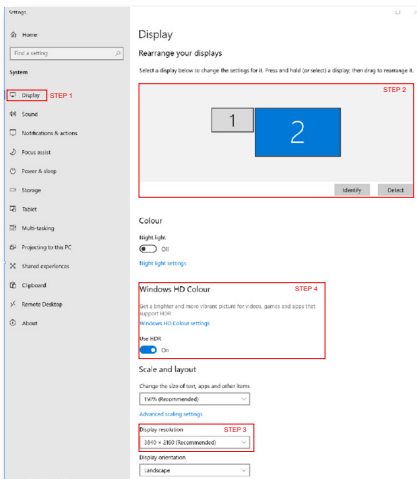 Settings
Home
Find a setting
System
Display
STEP 1
Sound
Notifications & actions
Focus assist
Power & sleep
Storage
Tablet
Multi-tasking
Projecting to this PC
Shared experiences
Clipboard
Remote Desktop
About
Display
Rearrange your displays
Select a display below to change the settings for it. Press and hold (or select) a display, then drag to rearrange it.
STEP 2
1
2
Identify
Detect
Colour
Night light
Off
Night light settings
Windows HD Colour
STEP 4
Get a brighter and more vibrant picture for videos, games and apps that
support HDR.
Windows HD Colour settings
Use HDR
On
Scale and layout
Change the size of text, apps and other items
150% (Recommended)
Advanced scaling settings
Display resolution
STEP 3
3840 × 2160 (Recommended)
Display orientation
Landscape